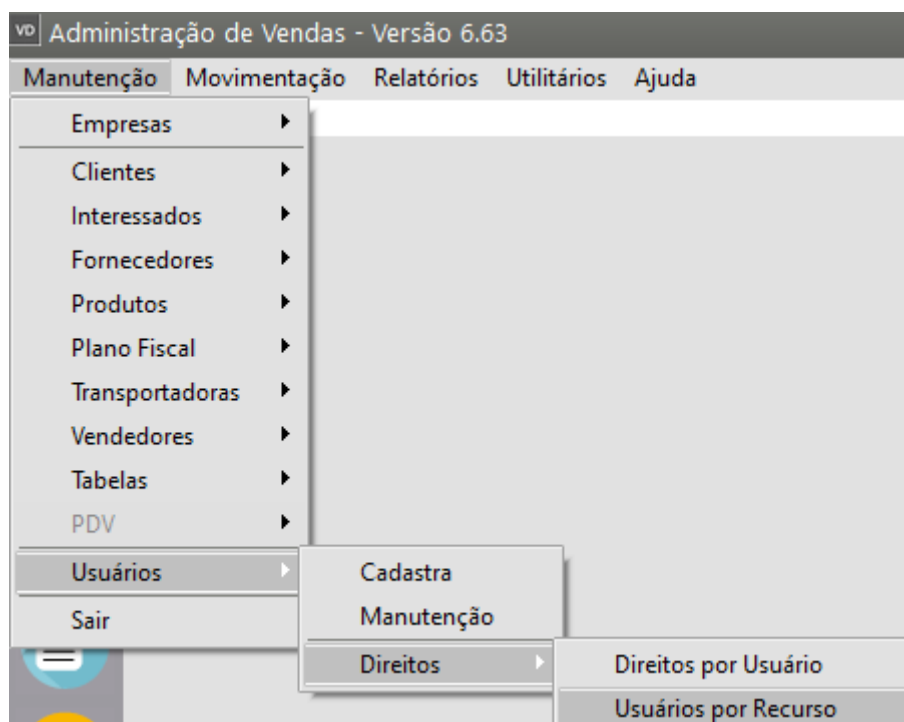 VD Administração de Vendas - Versão 6.63
Manutenção Movimentação Relatórios Utilitários Ajuda
Empresas
Clientes
Interessados
Fornecedores
Produtos
Plano Fiscal
Transportadoras
Vendedores
Tabelas
PDV
Usuários
Sair
Cadastra
Manutenção
Direitos
Direitos por Usuário
Usuários por Recurso